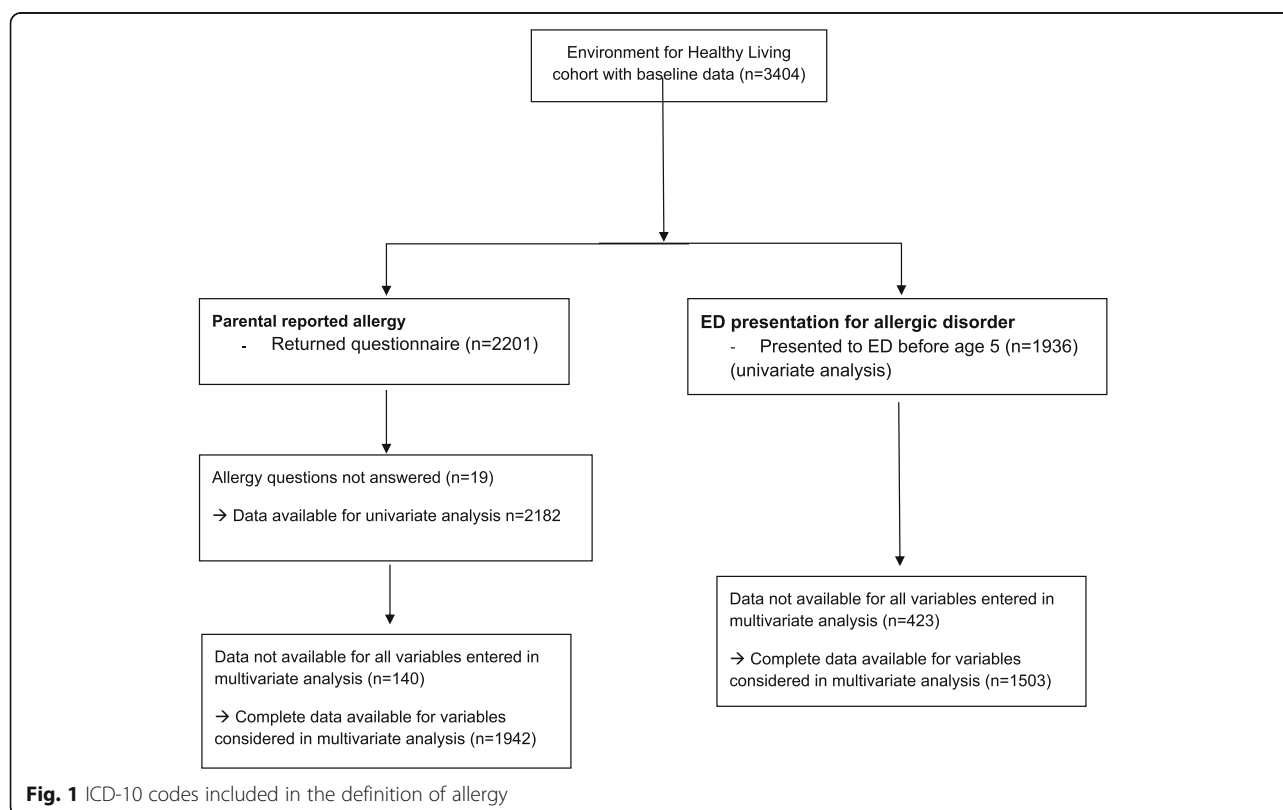 Environment for Healthy Living
cohort with baseline data (n=3404)
Parental reported allergy
- Returned questionnaire (n=2201)
ED presentation for allergic disorder
- Presented to ED before age 5 (n=1936)
(univariate analysis)
Allergy questions not answered (n=19)
→ Data available for univariate analysis n=2182
Data not available for all variables entered in
multivariate analysis (n=423)
→ Complete data available for variables
considered in multivariate analysis (n=1503)
Data not available for all variables entered in
multivariate analysis (n=140)
→ Complete data available for variables
considered in multivariate analysis (n=1942)
Fig. 1 ICD-10 codes included in the definition of allergy